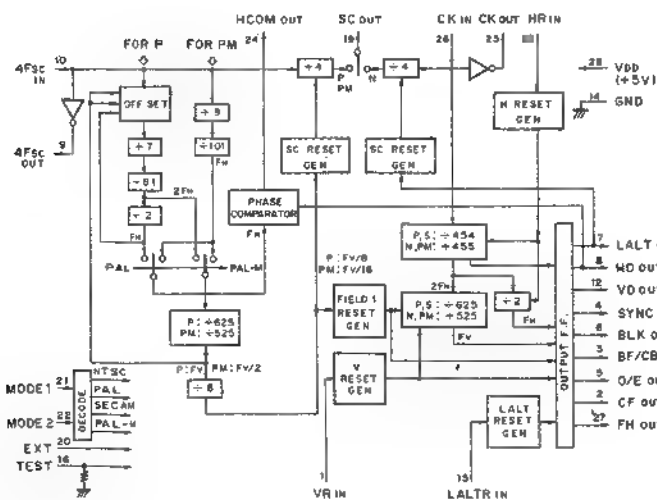 HCOM OUT SC OUT CK IN CK OUT HR IN
24 19 26 25
10 FOR P FOR PM
4FSC IN
÷4 P PM N ÷4
28 VDD (+5V)
14 GND
OFF SET
÷9
H RESET GEN
÷7
÷101
FH
SC RESET GEN
SC RESET GEN
9
4FSC OUT
÷81
2FH
÷2
PHASE COMPARATOR
FH
FH
P,S: ÷454
N,PM: ÷455
7 LALT
8 WD OUT
PAL PAL-M
P: FV/8
PM: FV/16
2FH
÷2
FH
12 VD OUT
4 SYNC
P: ÷625
PM: ÷525
FIELD 1 RESET GEN
P,S: ÷625
N,PM: ÷525
FV
OUTPUT F.F.
6 BLK
3 BF/CB
P: FV PM: FV/2
÷8
V RESET GEN
5 O/E OUT
2 CF OUT
27 FH OUT
MODE 1 21
MODE 2 22
DECODE
NTSC
PAL
SECAM
PAL-M
LALT RESET GEN
EXT 20
TEST 16
1
VR IN
15
LALTR IN